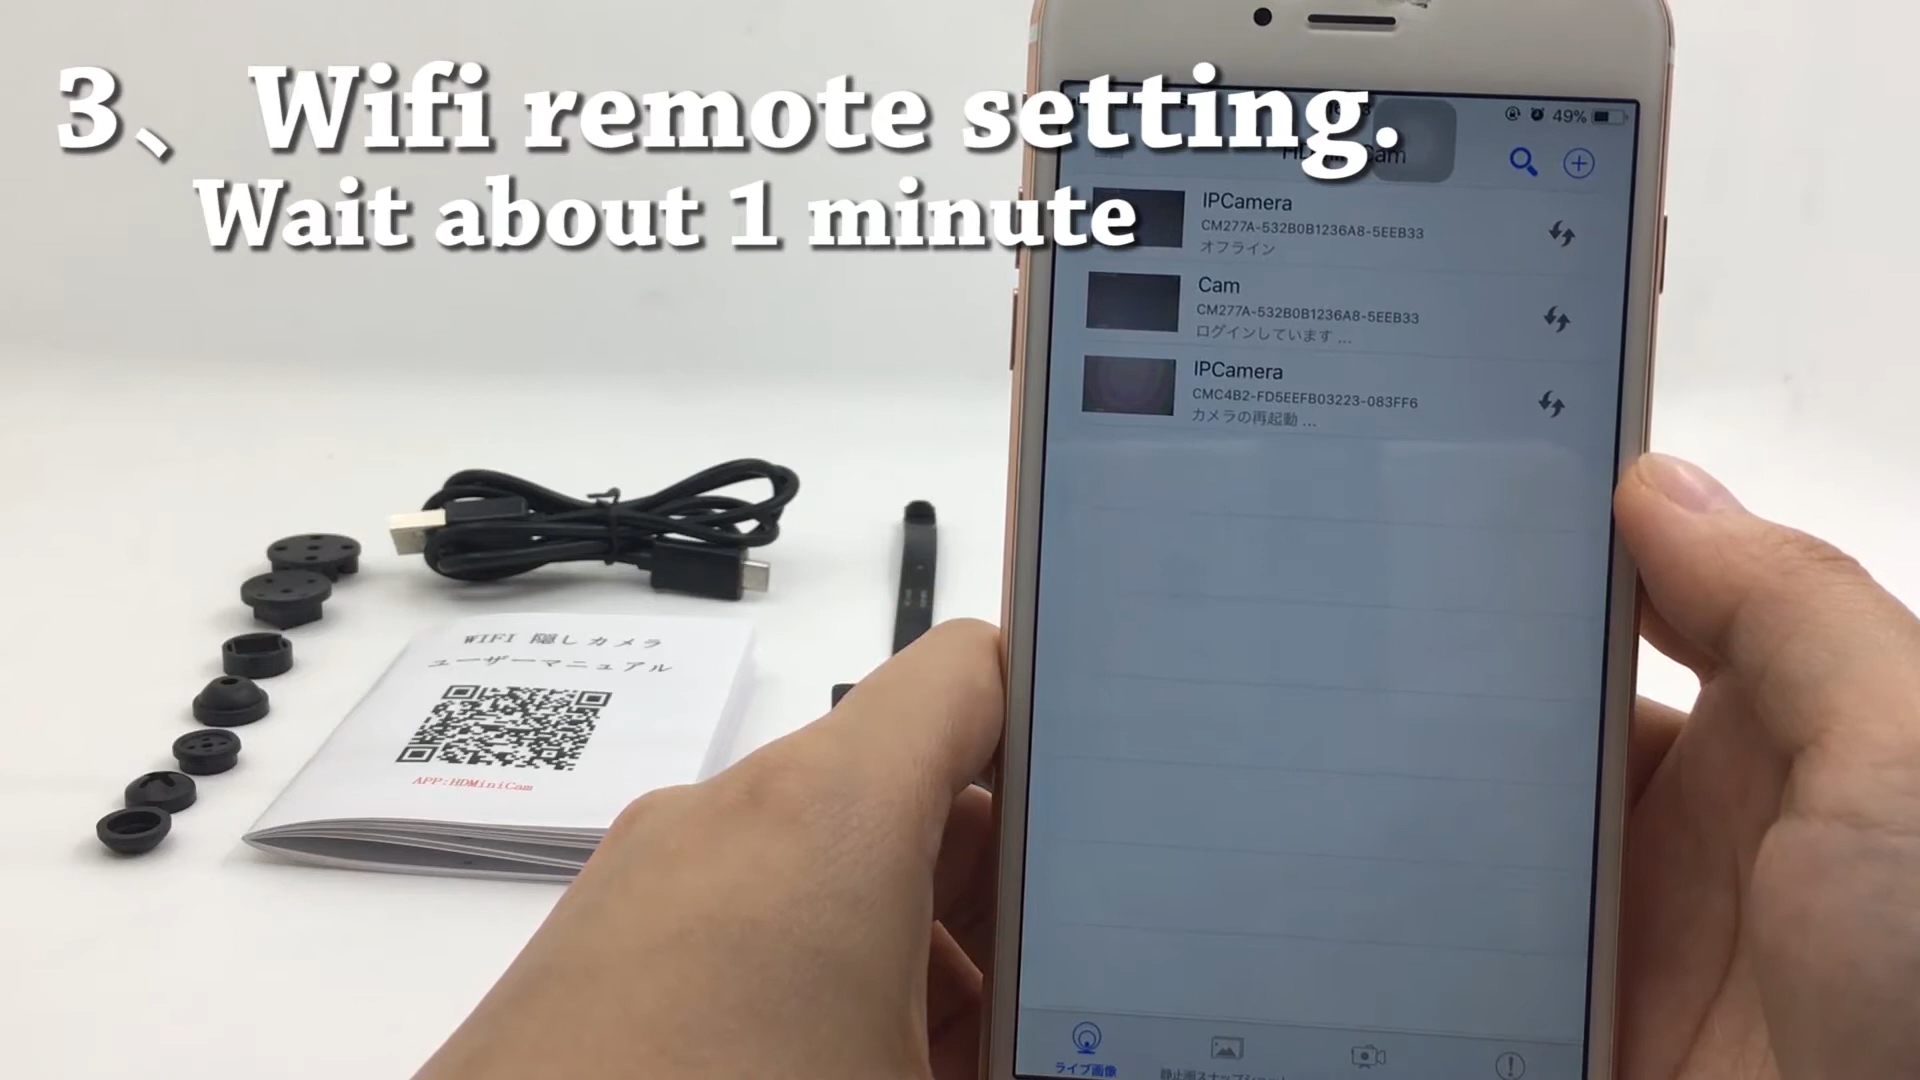 3、Wifi remote setting.
Wait about 1 minute
49%
IPCamera
CM277A-532B0B1236A8-5EEB33
オフライン
Cam
CM277A-532B0B1236A8-5EEB33
ログインしています ...
IPCamera
CMC4B2-FD5EEFB03223-083FF6
カメラの再起動 ...
ライブ画像
WIFI 隠しカメラ
ユーザーマニュアル
APP:HDMiniCam